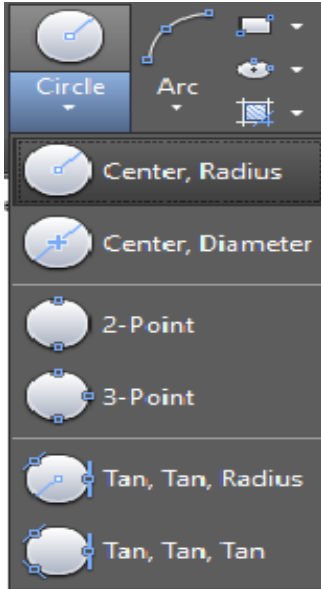 Circle
Arc
Center, Radius
Center, Diameter
2-Point
3-Point
Tan, Tan, Radius
Tan, Tan, Tan